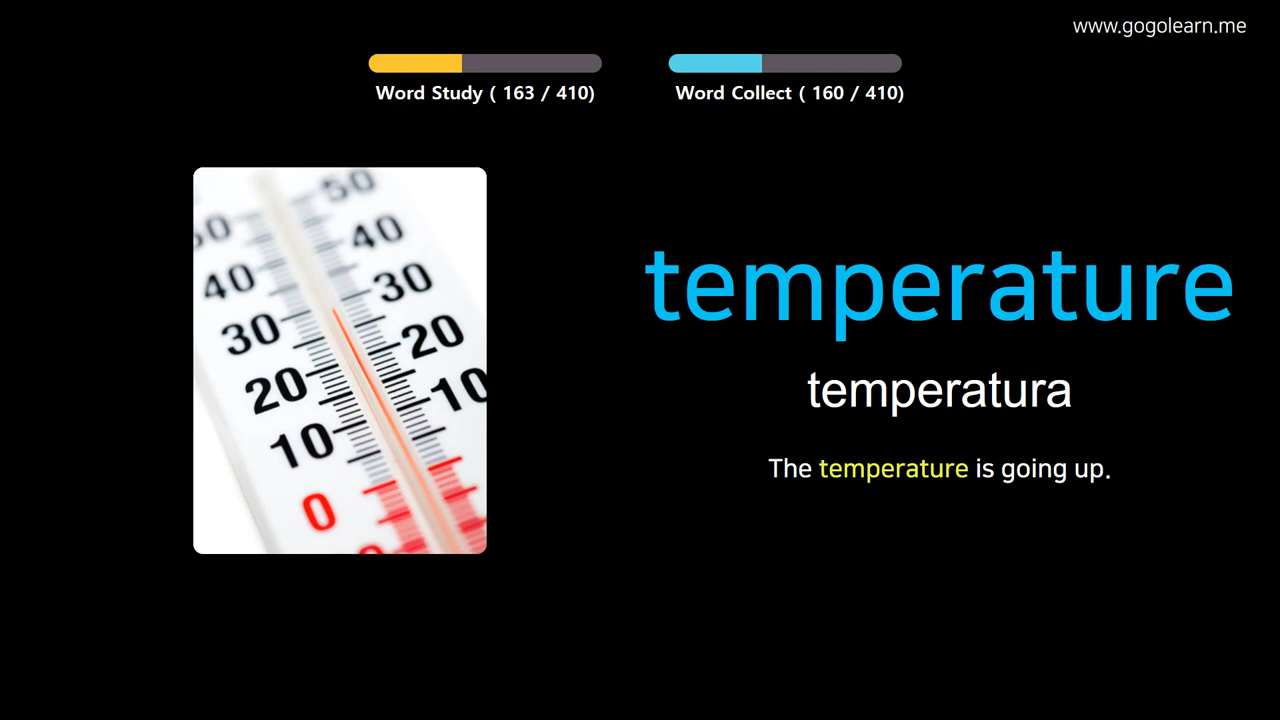 www.gogolearn.me
Word Study ( 163 / 410)
Word Collect ( 160 / 410)
50
40
40
30
30
20
20
10
10
0
temperature
temperatura
The temperature is going up.